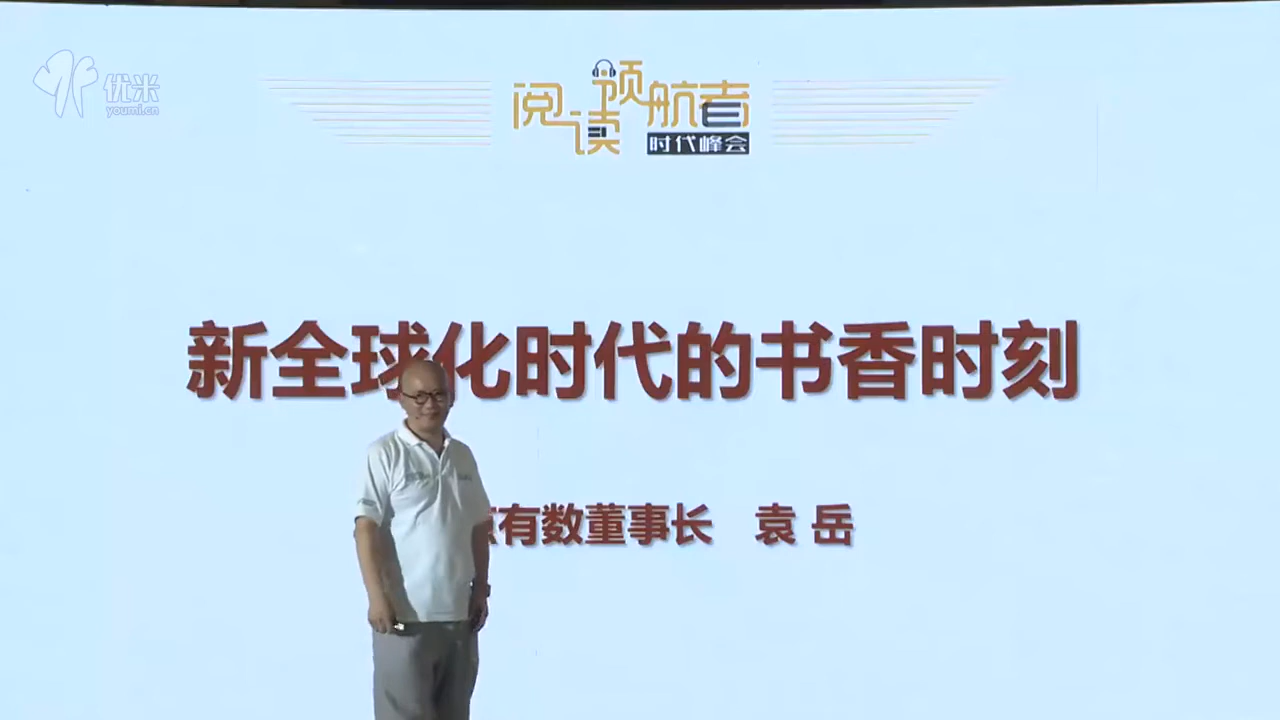 优米
youmi.cn
阅读领航者
时代峰会
新全球化时代的书香时刻
有数董事长 袁岳